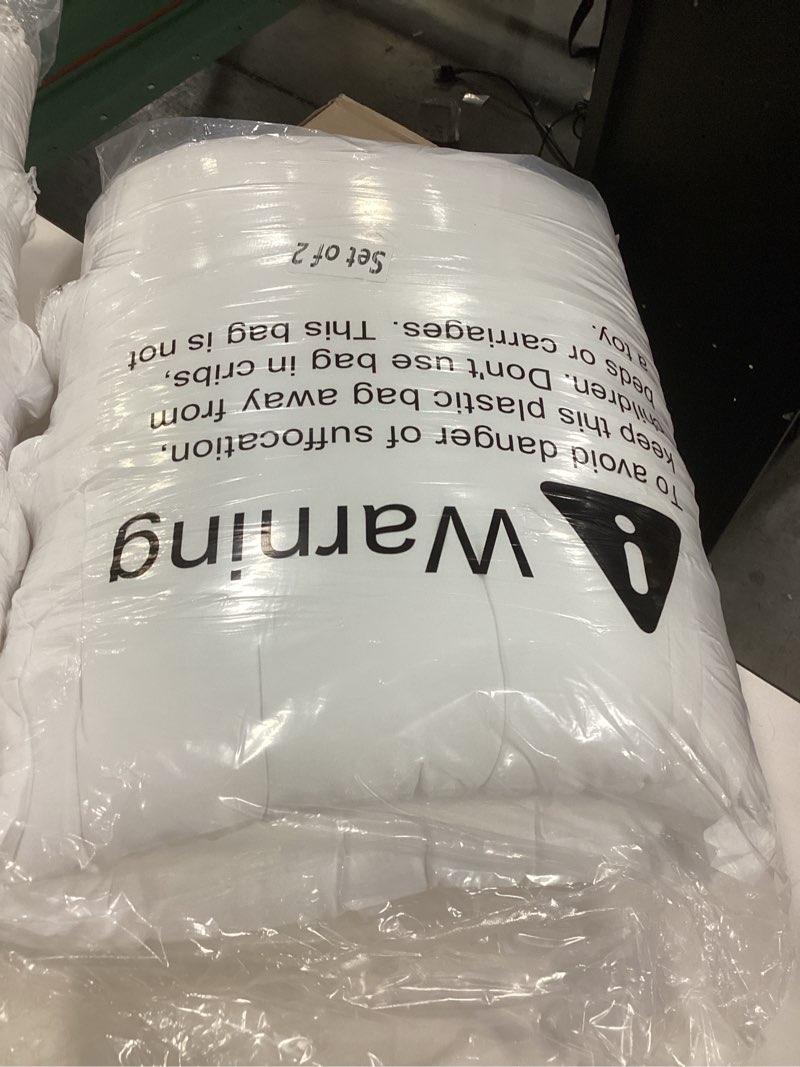 Warning
To avoid danger of suffocation,
keep this plastic bag away from
children. Don't use bag in cribs,
beds or carriages. This bag is not
a toy.
Set of 2